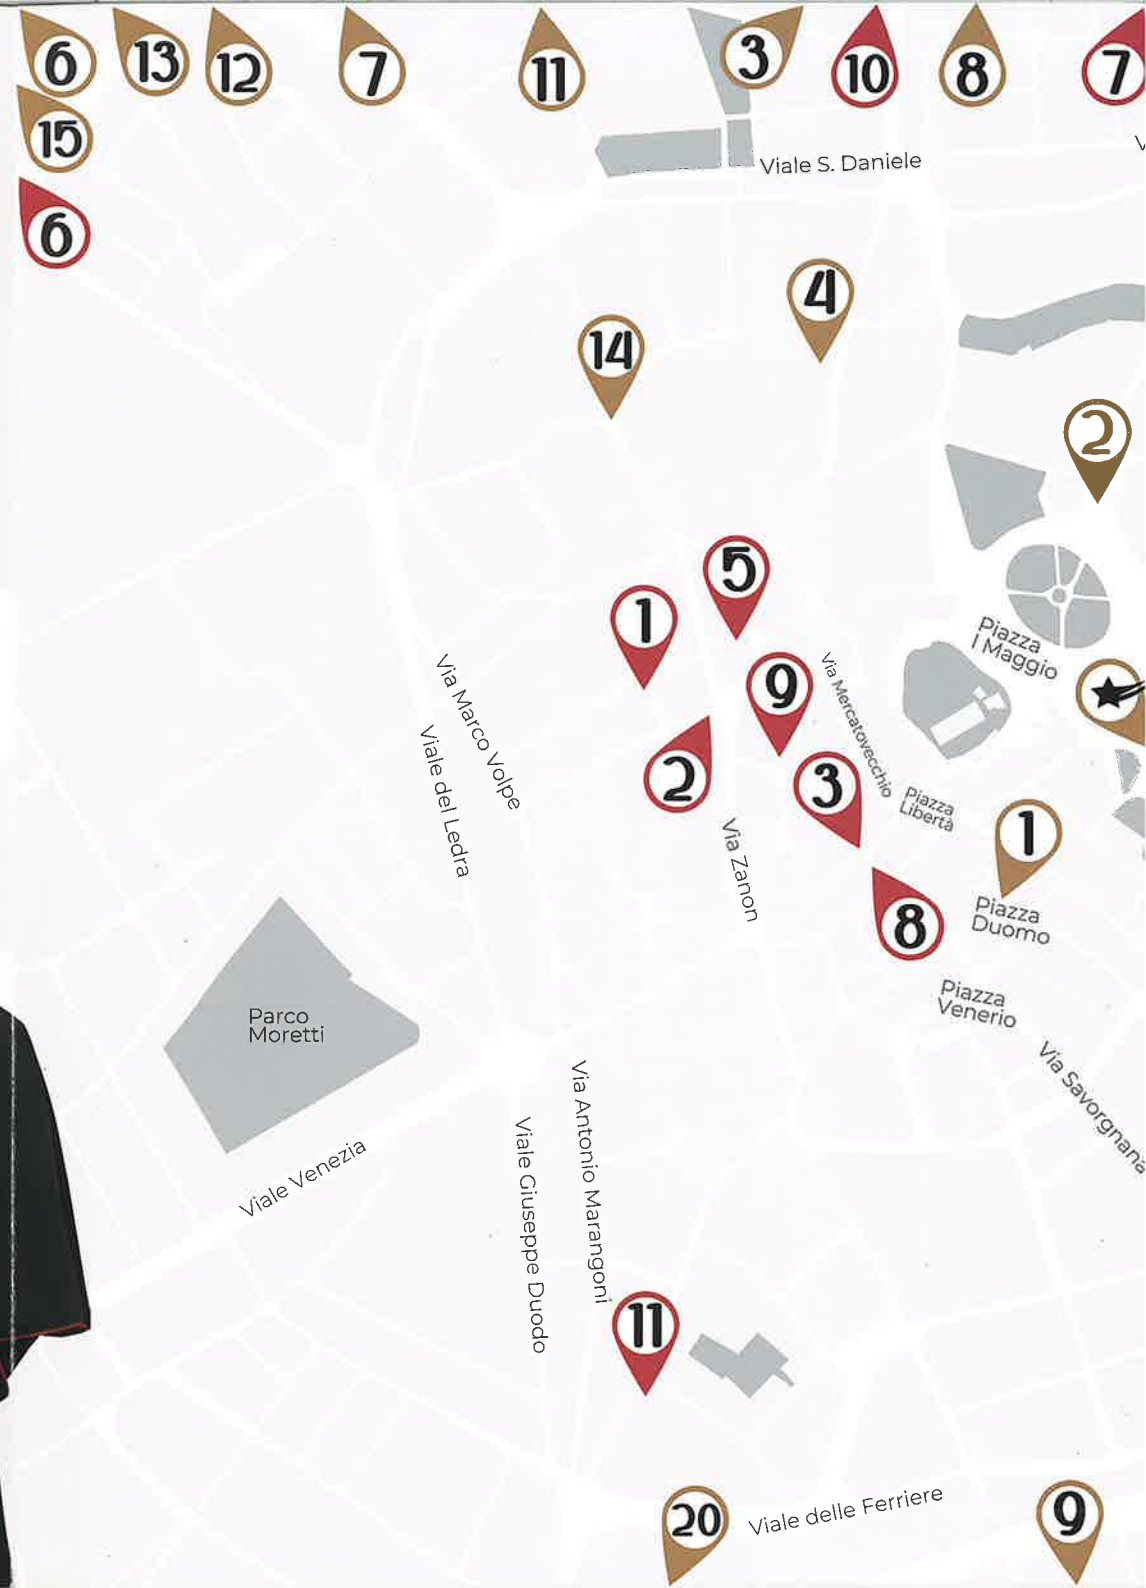 6 13 12 7 11 3 10 8 7
15
Viale S. Daniele
6
4
14
2
5
1
Piazza
I Maggio
9
Via Mercatovecchio
Via Marco Volpe
Viale del Ledra
2
3
Piazza
Libertà
1
Via Zanon
8
Piazza
Duomo
Piazza
Venerio
Parco
Moretti
Via Savorgnana
Viale Venezia
Via Antonio Marangoni
Viale Giuseppe Duodo
11
20
Viale delle Ferriere
9